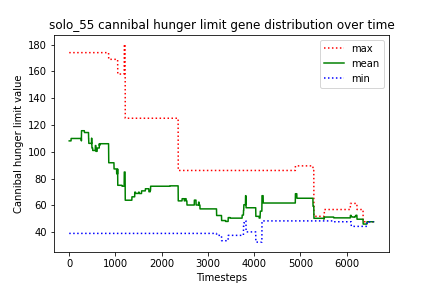 solo_55 cannibal hunger limit gene distribution over time
180
160
140
120
100
80
60
40
Cannibal hunger limit value
max
mean
min
0
1000
2000
3000
4000
5000
6000
Timesteps